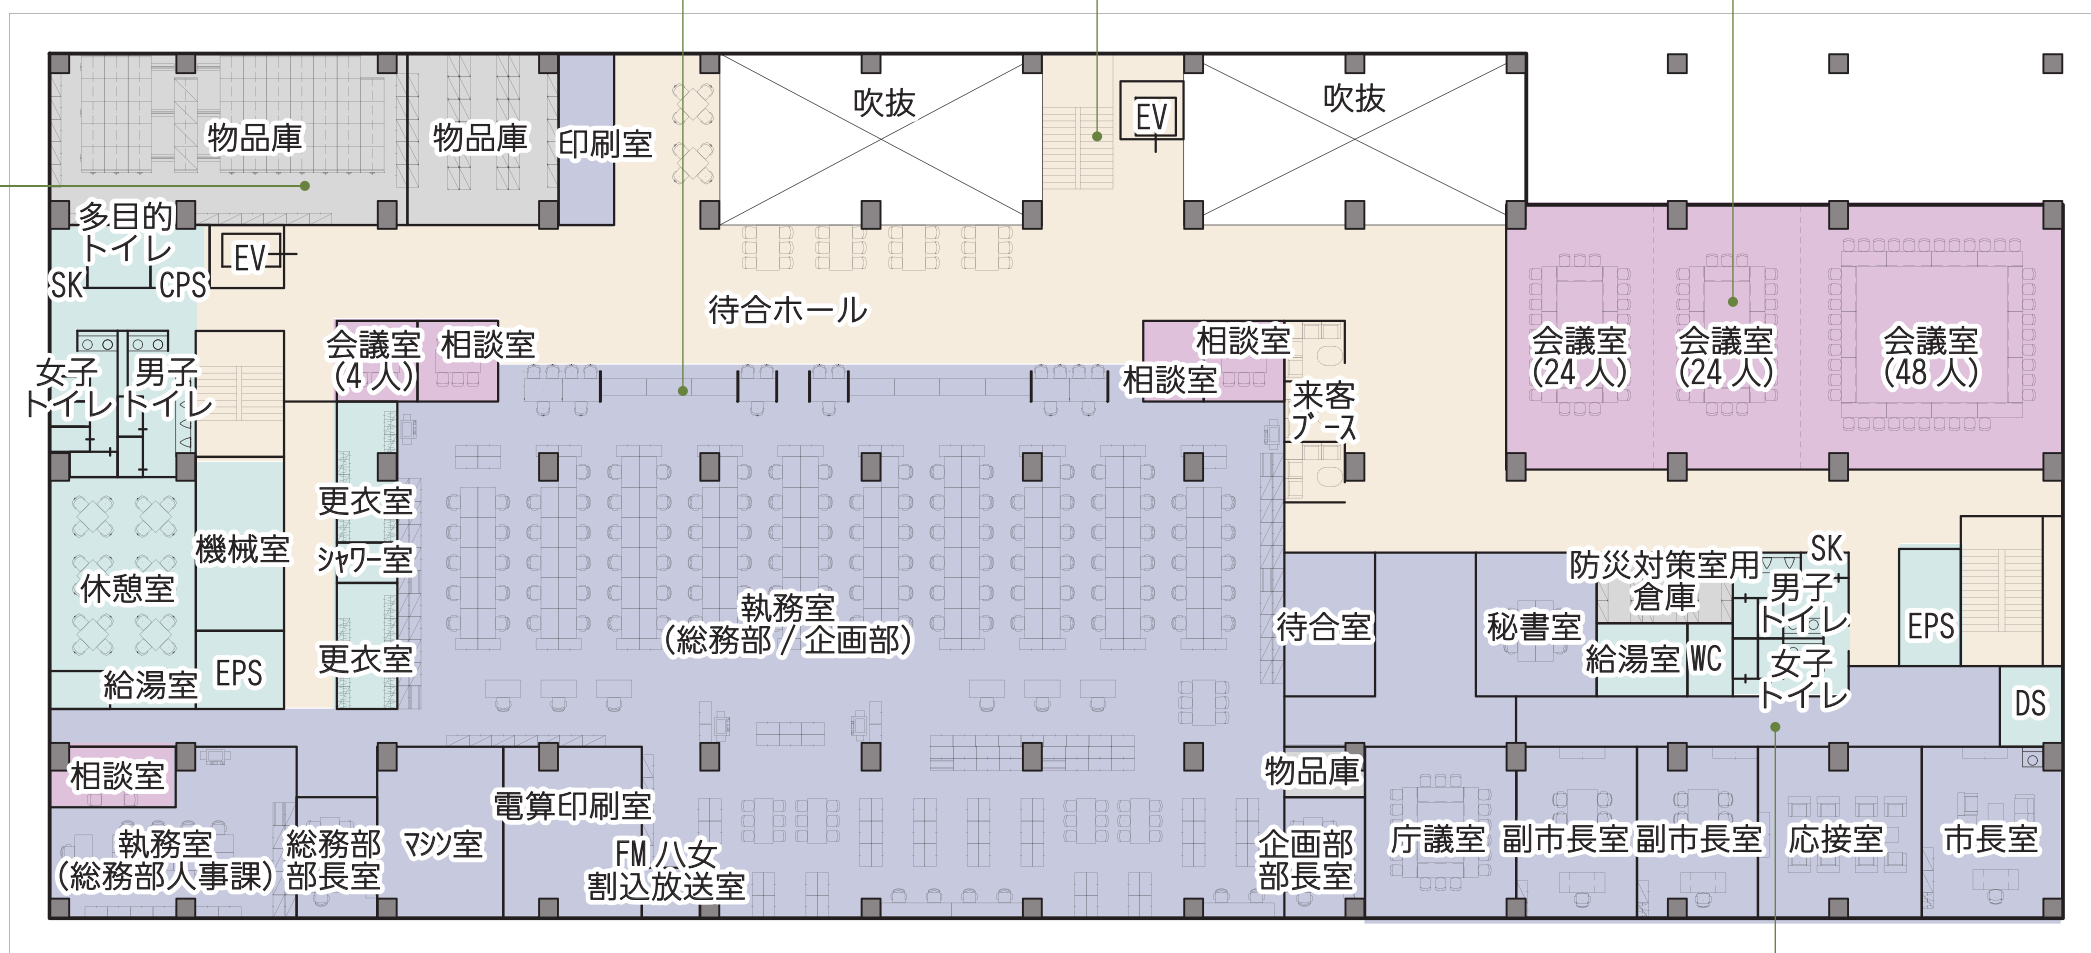 吹抜
吹抜
EV
物品庫
物品庫
印刷室
多目的
トイレ
EV
SK
CPS
待合ホール
会議室
(4人)
相談室
相談室
相談室
会議室
(24人)
会議室
(24人)
会議室
(48人)
女子
トイレ
男子
トイレ
来客
ブース
更衣室
機械室
シャワー室
休憩室
執務室
(総務部/企画部)
待合室
秘書室
防災対策室用
倉庫
SK
男子
トイレ
EPS
給湯室
WC
女子
トイレ
更衣室
給湯室
EPS
DS
相談室
物品庫
電算印刷室
執務室
(総務部人事課)
総務部
部長室
マシン室
FM八女
割込放送室
企画部
部長室
庁議室
副市長室
副市長室
応接室
市長室